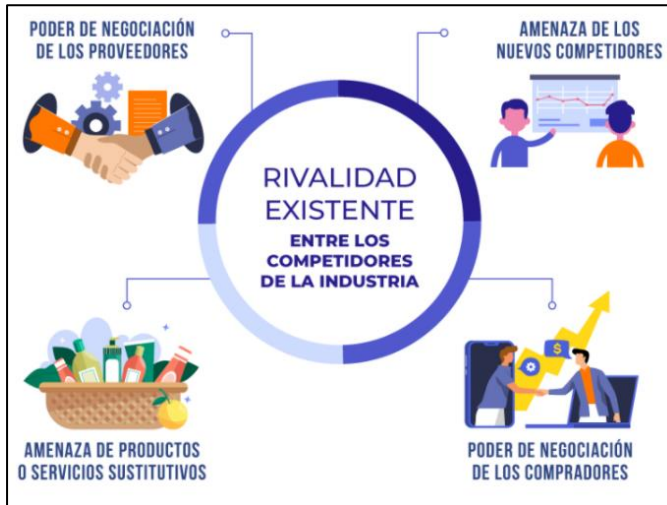 PODER DE NEGOCIACIÓN
DE LOS PROVEEDORES
AMENAZA DE LOS
NUEVOS COMPETIDORES
RIVALIDAD
EXISTENTE
ENTRE LOS
COMPETIDORES
DE LA INDUSTRIA
$
AMENAZA DE PRODUCTOS
O SERVICIOS SUSTITUTIVOS
PODER DE NEGOCIACIÓN
DE LOS COMPRADORES